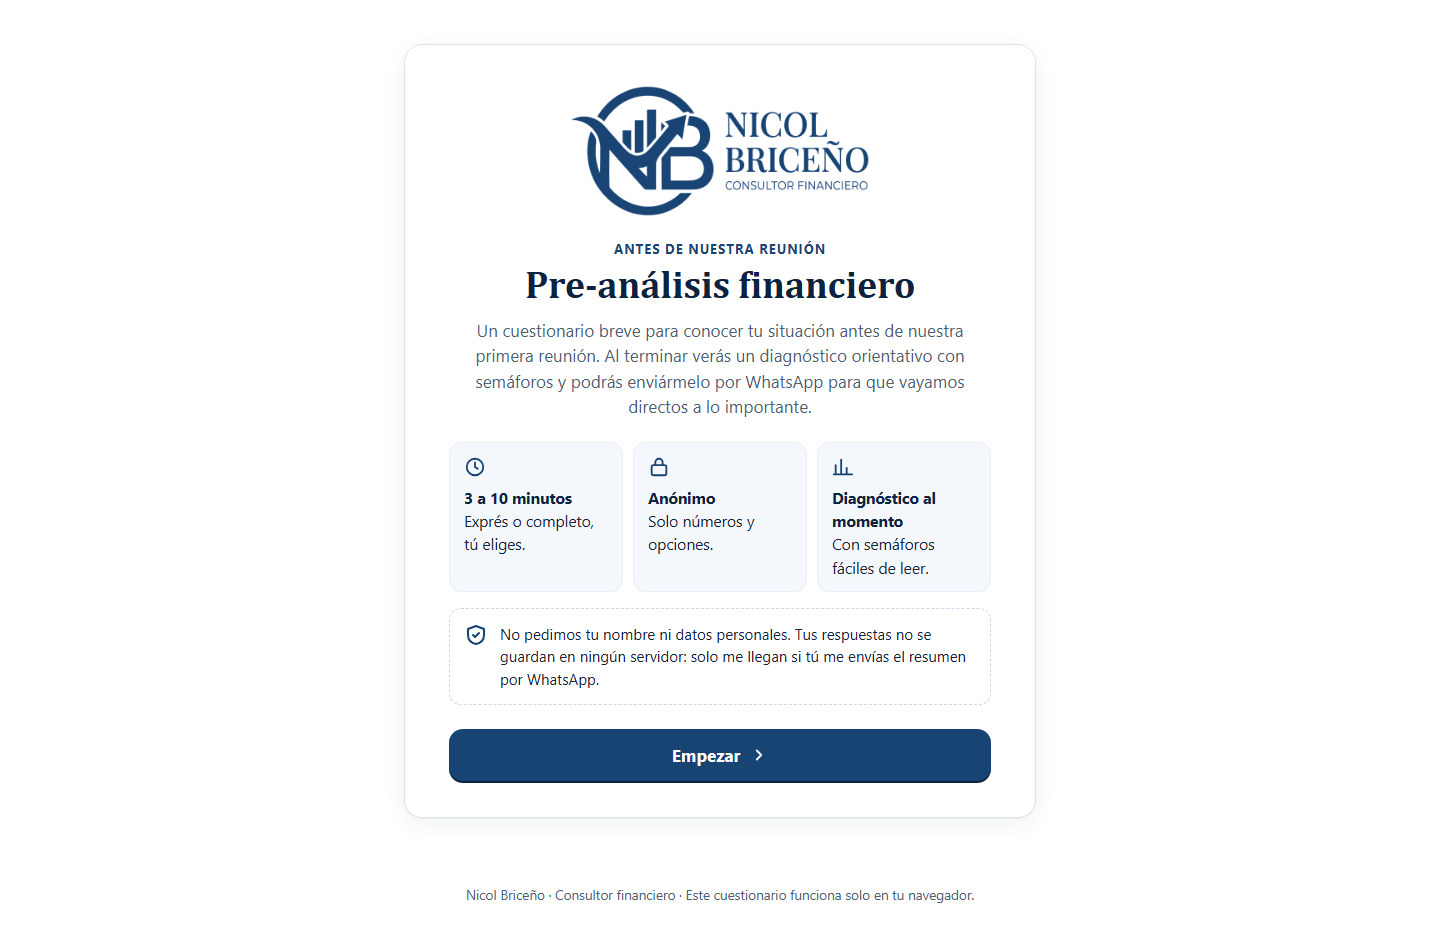 NB
NICOL
BRICEÑO
CONSULTOR FINANCIERO
ANTES DE NUESTRA REUNIÓN
Pre-análisis financiero
Un cuestionario breve para conocer tu situación antes de nuestra
primera reunión. Al terminar verás un diagnóstico orientativo con
semáforos y podrás enviármelo por WhatsApp para que vayamos
directos a lo importante.
3 a 10 minutos
Exprés o completo,
tú eliges.
Anónimo
Solo números y
opciones.
Diagnóstico al
momento
Con semáforos
fáciles de leer.
No pedimos tu nombre ni datos personales. Tus respuestas no se
guardan en ningún servidor: solo me llegan si tú me envías el resumen
por WhatsApp.
Empezar
Nicol Briceño · Consultor financiero · Este cuestionario funciona solo en tu navegador.